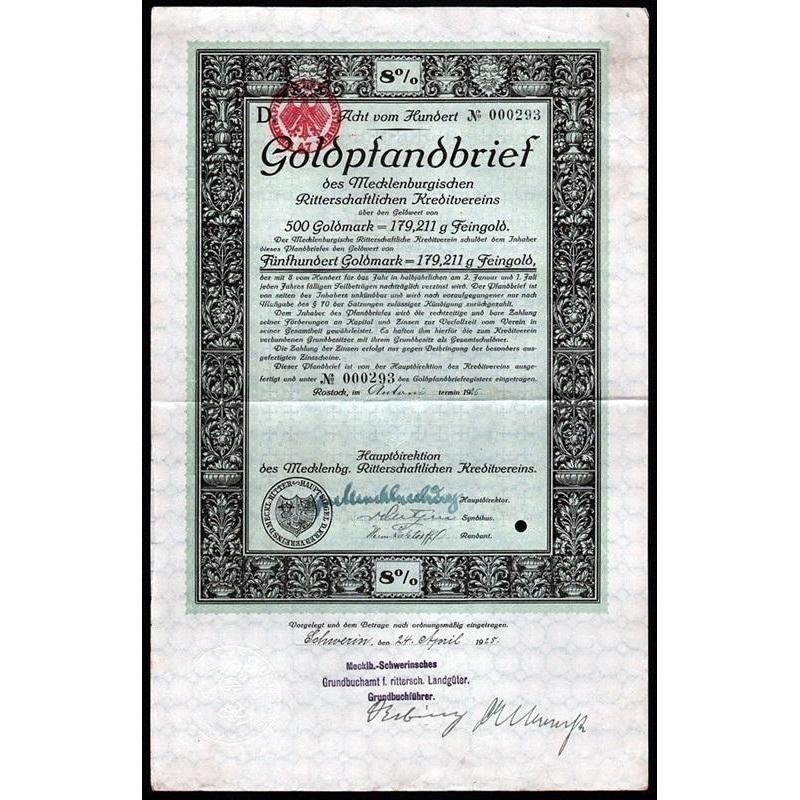 8%
D Acht vom Hundert № 000293
Goldpfandbrief
des Mecklenburgischen
Ritterschaftlichen Kreditvereins
über den Geldwert von
500 Goldmark = 179,211 g Feingold.
Der Mecklenburgische Ritterschaftliche Kreditverein schuldet dem Inhaber
dieses Pfandbriefes den Geldwert von
Fünfhundert Goldmark = 179,211 g Feingold,
der mit 8 vom Hundert für das Jahr in halbjährlichen am 2. Januar und 1. Juli
jeden Jahres fälligen Teilbeträgen nachträglich verzinst wird. Der Pfandbrief ist
von seiten des Inhabers unkündbar und wird nach vorausgegangener nur nach
Maßgabe des § 70 der Satzungen zulässiger Kündigung zurückgezahlt.
Dem Inhaber des Pfandbriefes wird die rechtzeitige und bare Zahlung
seiner Forderungen an Kapital und Zinsen zur Verfallzeit vom Verein in
seiner Gesamtheit gewährleistet. Es haften ihm hierfür die zum Kreditverein
verbundenen Grundbesitzer mit ihrem Grundbesitz als Gesamtschuldner.
Die Zahlung der Zinsen erfolgt nur gegen Beibringung der besonders aus-
gefertigten Zinsscheine.
Dieser Pfandbrief ist von der Hauptdirektion des Kreditvereins ausge-
fertigt und unter № 000293 des Goldpfandbriefregisters eingetragen.
Rostock, im Antoni termin 1925.
Hauptdirektion
des Mecklenbg. Ritterschaftlichen Kreditvereins.
Hauptdirektor.
Syndikus.
Rendant.
8%
Vorgelegt und dem Betrage nach ordnungsmäßig eingetragen.
Schwerin, den 24. April 1925
Mecklb.-Schwerinsches
Grundbuchamt f. rittersch. Landgüter.
Grundbuchführer.